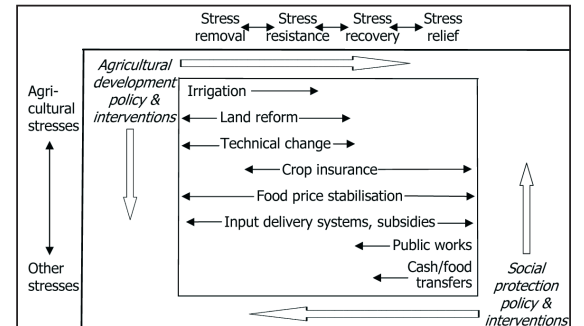 Stress removal
Stress resistance
Stress recovery
Stress relief
Agricultural
development
policy &
interventions
Agri-
cultural
stresses
Other
stresses
Irrigation
Land reform
Technical change
Crop insurance
Food price stabilisation
Input delivery systems, subsidies
Public works
Cash/food
transfers
Social
protection
policy &
interventions